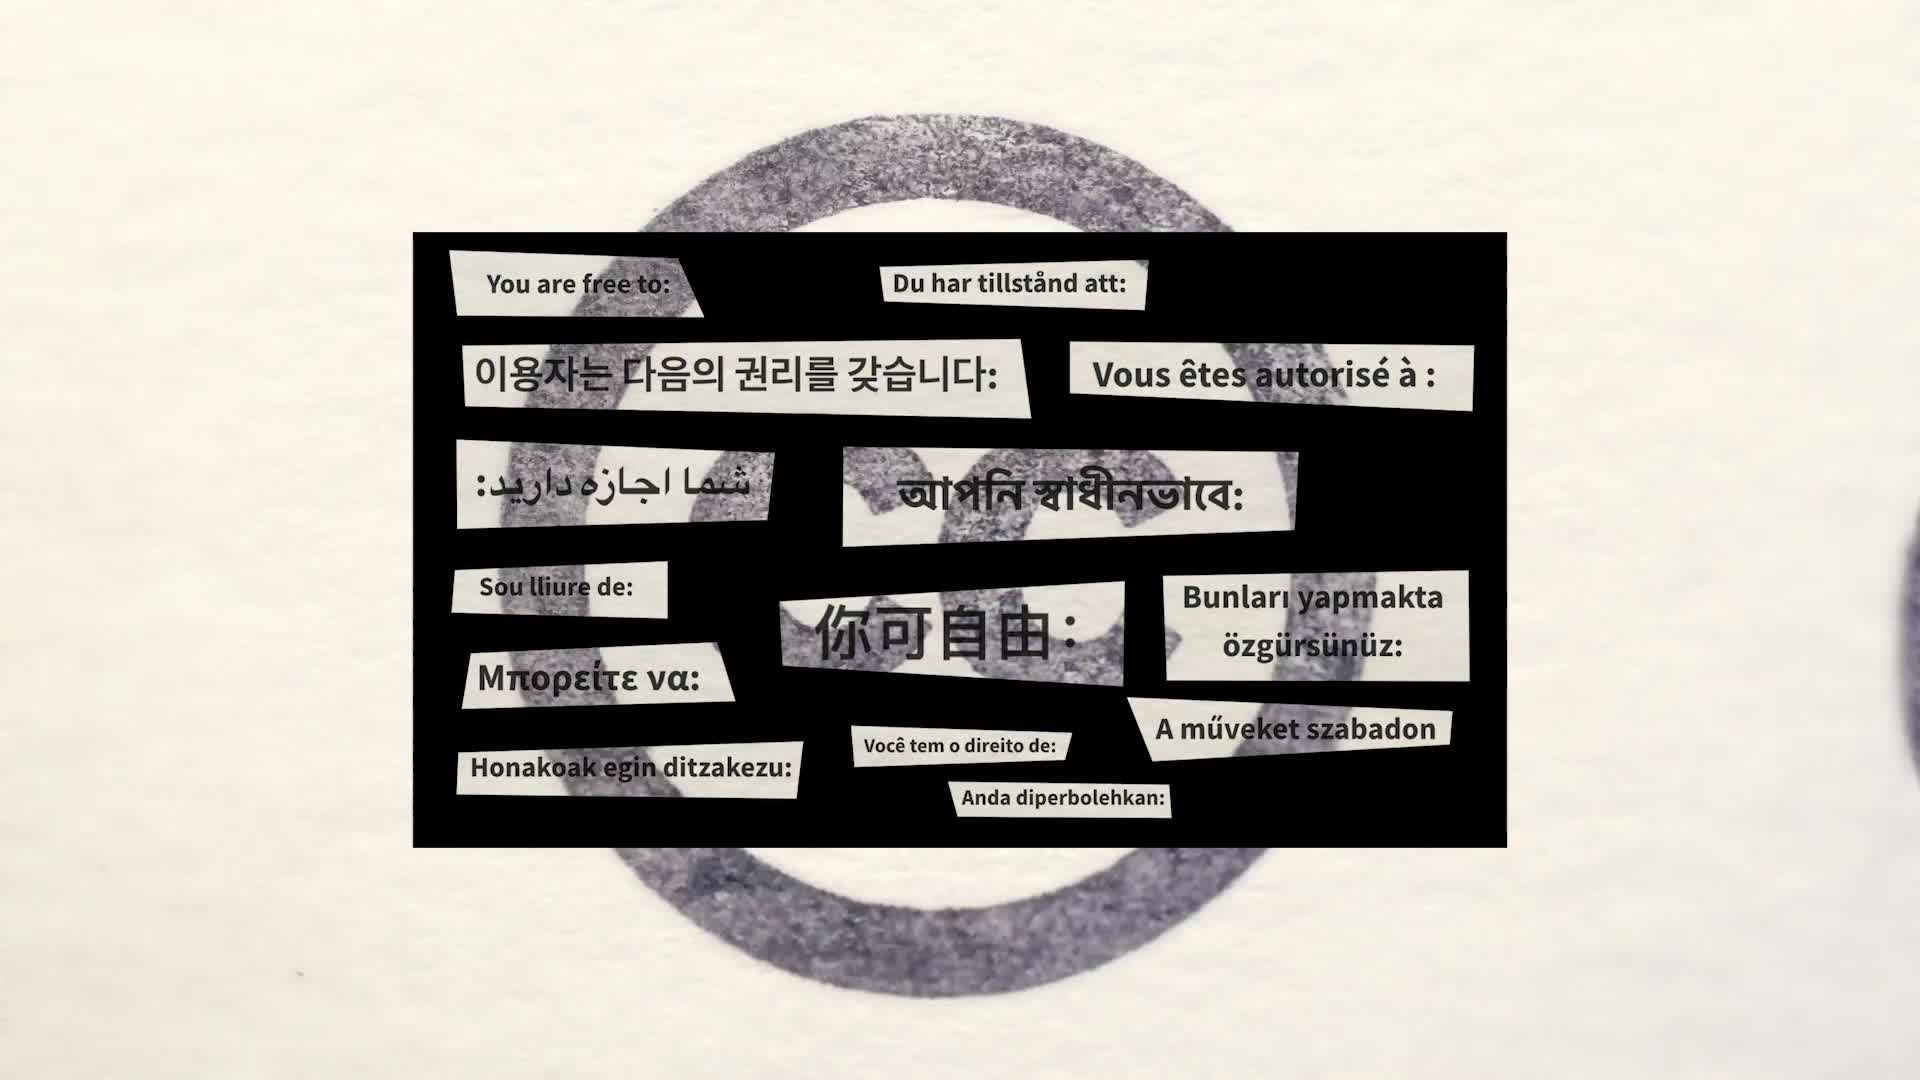 You are free to:
Du har tillstånd att:
이용자는 다음의 권리를 갖습니다:
Vous êtes autorisé à :
شما اجازه دارید:
আপনি স্বাধীনভাবে:
Sou lliure de:
你可自由：
Bunları yapmakta
özgürsünüz:
Μπορείτε να:
A műveket szabadon
Você tem o direito de:
Honakoak egin ditzakezu:
Anda diperbolehkan:
cc